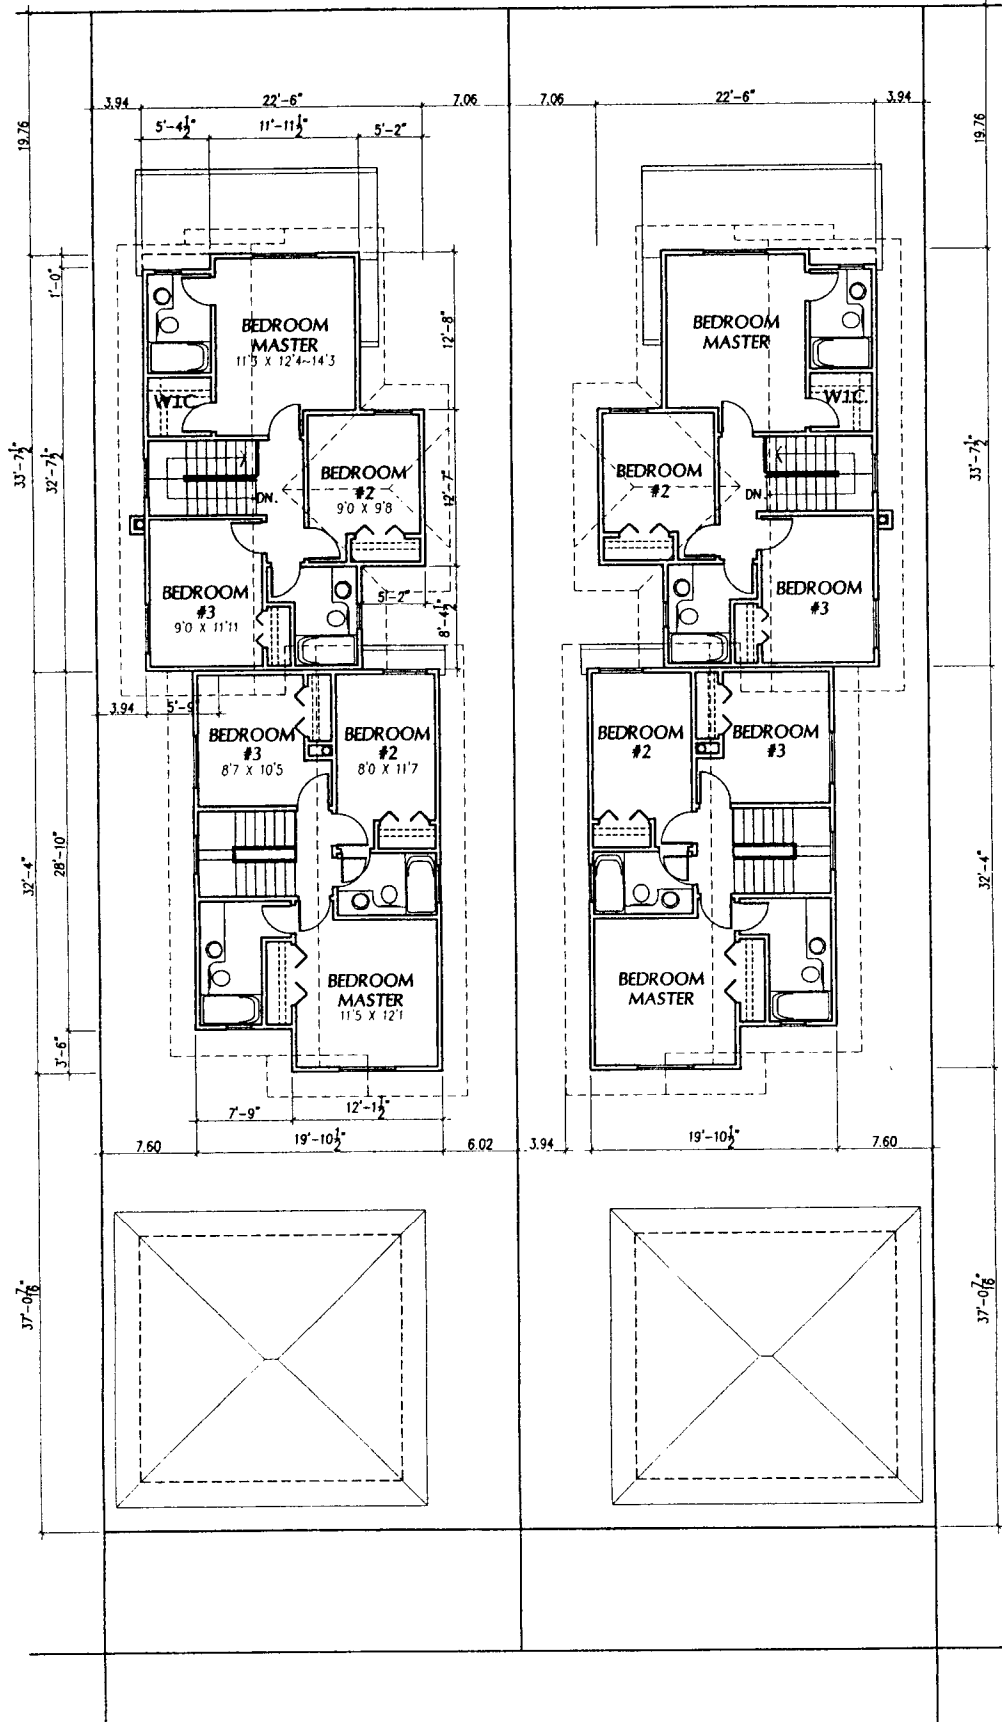 3.94 22'-6" 7.06 7.06 22'-6" 3.94
5'-4½" 11'-11½" 5'-2"
19.76 19.76
1'-0"
BEDROOM
MASTER
11'3 X 12'4~14'3
BEDROOM
MASTER
12'-8"
W.I.C W.I.C
33'-7½" 32'-7½" 33'-7½"
BEDROOM
#2
9'0 X 9'8
BEDROOM
#2
12'-7"
DN. DN.
BEDROOM
#3
9'0 X 11'11
5'-2"
8'-4½"
BEDROOM
#3
3.94 5'-9"
BEDROOM
#3
8'7 X 10'5
BEDROOM
#2
8'0 X 11'7
BEDROOM
#2
BEDROOM
#3
32'-4" 28'-10" 32'-4"
BEDROOM
MASTER
11'5 X 12'1
BEDROOM
MASTER
3'-6"
7'-9" 12'-1½"
7.60 19'-10½" 6.02 3.94 19'-10½" 7.60
37'-0 7/16" 37'-0 7/16"